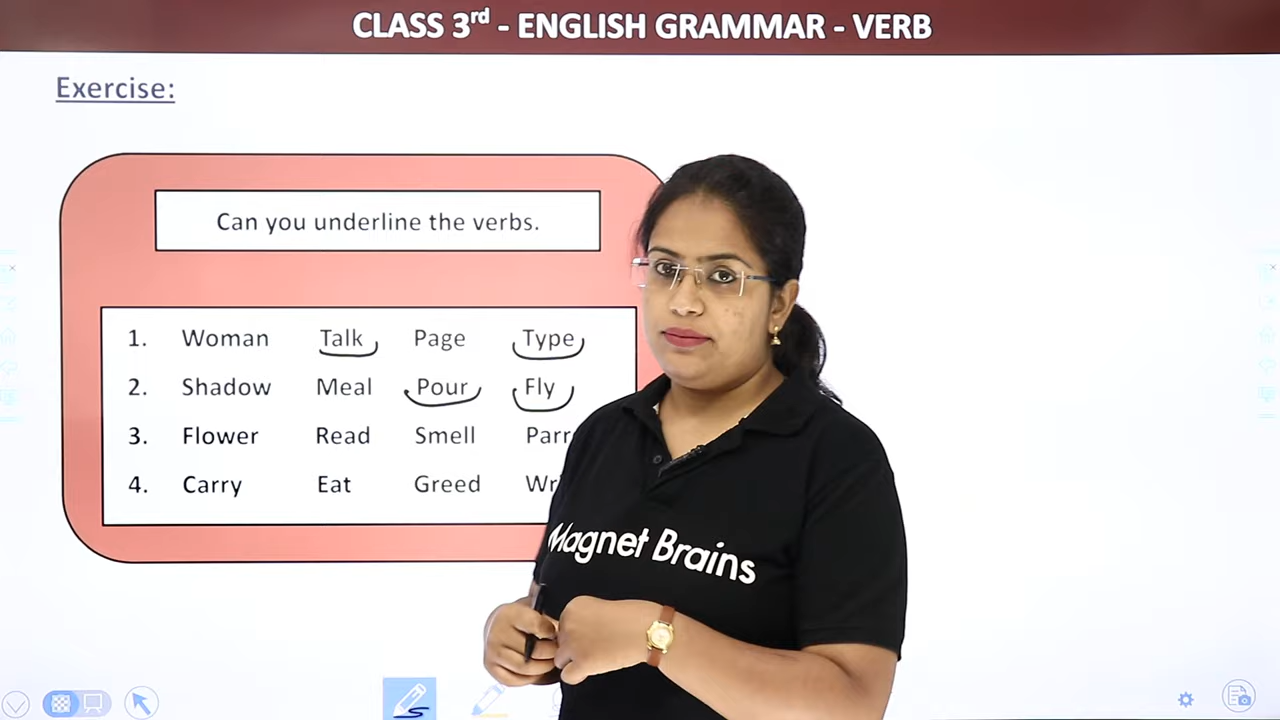 CLASS 3rd - ENGLISH GRAMMAR - VERB
Exercise:
Can you underline the verbs.
1. Woman Talk Page Type
2. Shadow Meal Pour Fly
3. Flower Read Smell
4. Carry Eat Greed
Magnet Brains